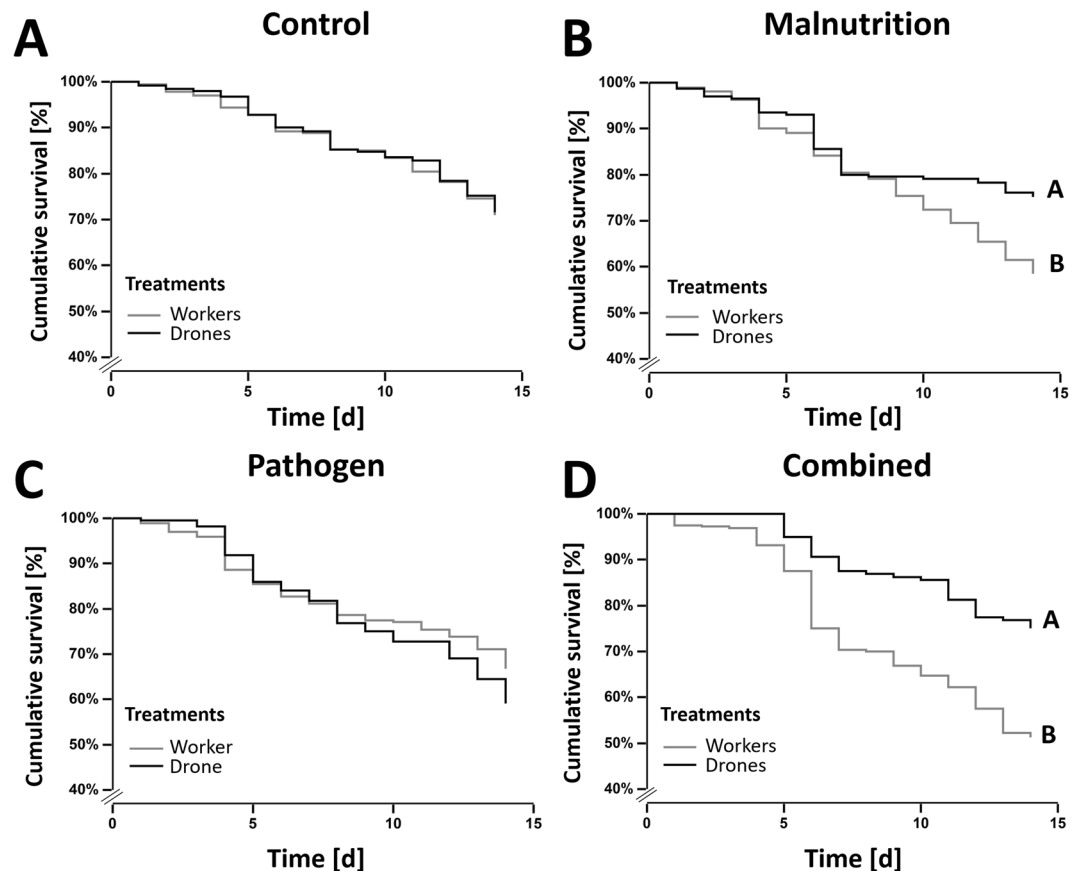 A
Control
Cumulative survival [%]
100%
90%
80%
70%
60%
50%
40%
Treatments
Workers
Drones
0
5
10
15
Time [d]
B
Malnutrition
Cumulative survival [%]
100%
90%
80%
70%
60%
50%
40%
A
B
Treatments
Workers
Drones
0
5
10
15
Time [d]
C
Pathogen
Cumulative survival [%]
100%
90%
80%
70%
60%
50%
40%
Treatments
Worker
Drone
0
5
10
15
Time [d]
D
Combined
Cumulative survival [%]
100%
90%
80%
70%
60%
50%
40%
A
B
Treatments
Workers
Drones
0
5
10
15
Time [d]